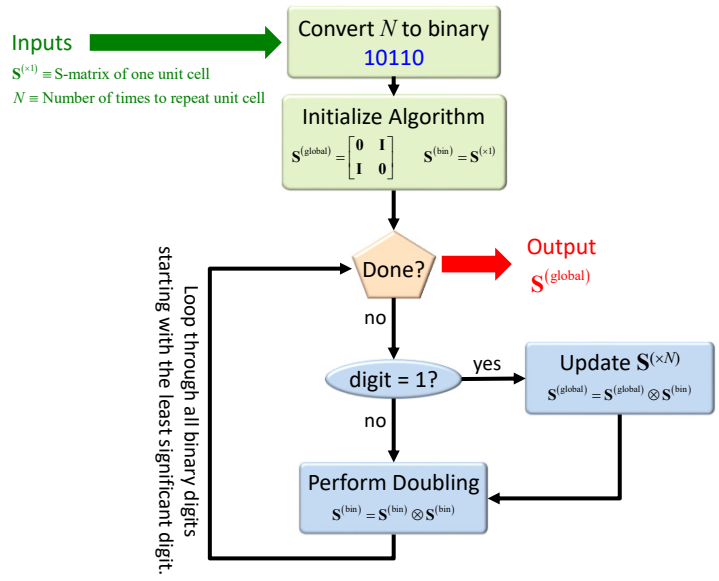 Inputs
S^(×1) ≡ S-matrix of one unit cell
N ≡ Number of times to repeat unit cell
Convert N to binary
10110
Initialize Algorithm
S^(global) = [0 I; I 0] S^(bin) = S^(×1)
Done?
Output
S^(global)
no
digit = 1?
yes
Update S^(×N)
S^(global) = S^(global) ⊗ S^(bin)
no
Perform Doubling
S^(bin) = S^(bin) ⊗ S^(bin)
Loop through all binary digits
starting with the least significant digit.